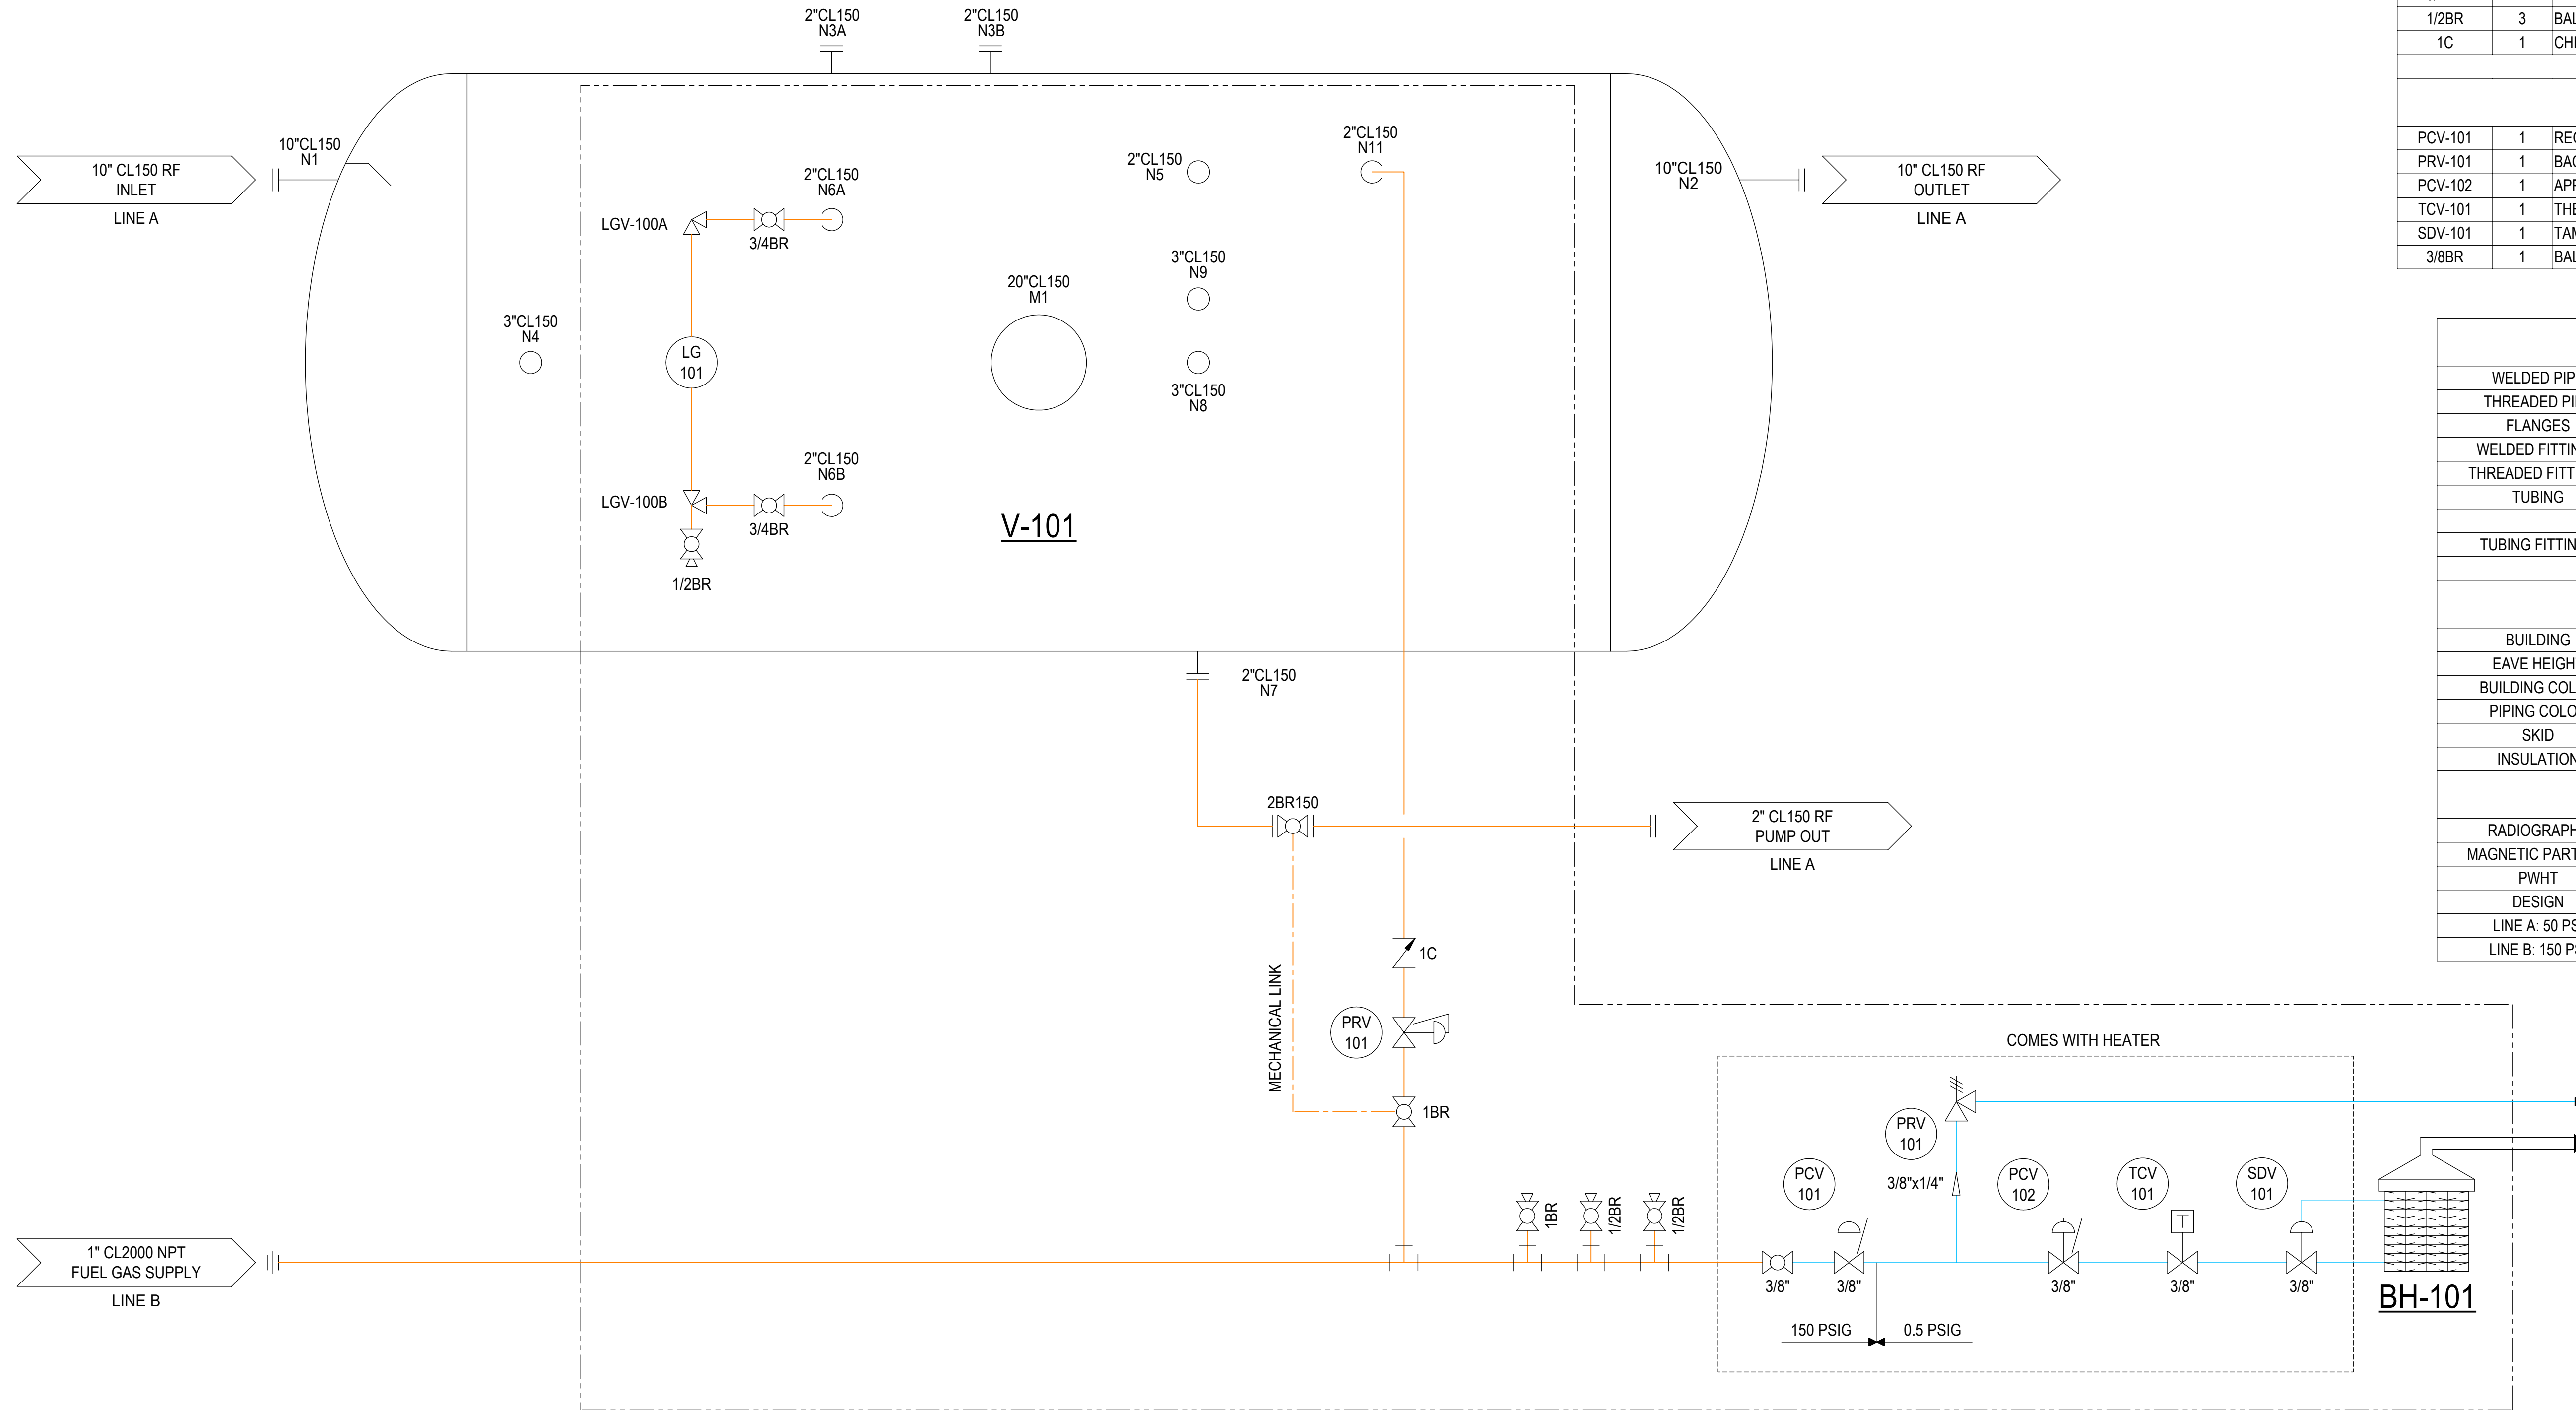 2"CL150
N3A
2"CL150
N3B
10"CL150
N1
10" CL150 RF
INLET
LINE A
2"CL150
N6A
LGV-100A
3/4BR
2"CL150
N5
2"CL150
N11
10"CL150
N2
10" CL150 RF
OUTLET
LINE A
3"CL150
N4
LG
101
20"CL150
M1
3"CL150
N9
3"CL150
N8
2"CL150
N6B
LGV-100B
3/4BR
1/2BR
V-101
2"CL150
N7
2BR150
2" CL150 RF
PUMP OUT
LINE A
MECHANICAL LINK
1C
PRV
101
1BR
COMES WITH HEATER
PRV
101
3/8"x1/4"
PCV
101
PCV
102
TCV
101
T
SDV
101
1BR
1/2BR
1/2BR
1" CL2000 NPT
FUEL GAS SUPPLY
LINE B
3/8"
3/8"
3/8"
3/8"
3/8"
150 PSIG
0.5 PSIG
BH-101
1/2BR 3 BAL
1C 1 CHE
PCV-101 1 REG
PRV-101 1 BAC
PCV-102 1 APP
TCV-101 1 THE
SDV-101 1 TAM
3/8BR 1 BAL
WELDED PIP
THREADED PIP
FLANGES
WELDED FITTIN
THREADED FITT
TUBING
TUBING FITTIN
BUILDING
EAVE HEIGH
BUILDING COL
PIPING COLO
SKID
INSULATION
RADIOGRAPH
MAGNETIC PART
PWHT
DESIGN
LINE A: 50 PS
LINE B: 150 PS